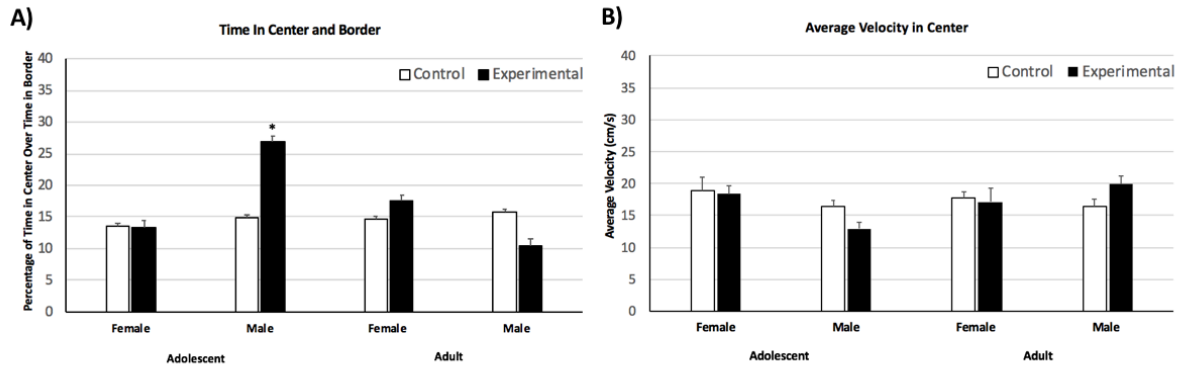 A)
Time In Center and Border
Percentage of Time in Center Over Time in Border
40
35
30
25
20
15
10
5
0
Control Experimental
*
Female Male Female Male
Adolescent Adult
B)
Average Velocity in Center
Average Velocity (cm/s)
40
35
30
25
20
15
10
5
0
Control Experimental
Female Male Female Male
Adolescent Adult